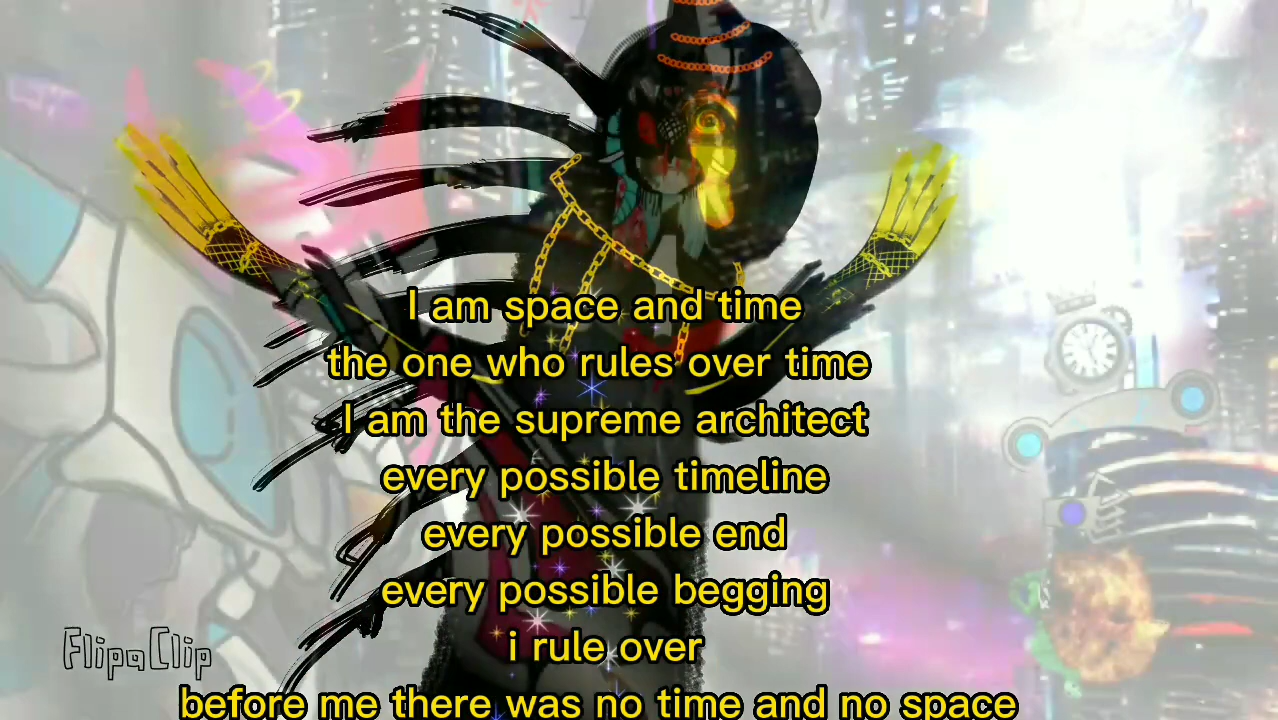 I am space and time
the one who rules over time
I am the supreme architect
every possible timeline
every possible end
every possible begging
i rule over
before me there was no time and no space
FlipaClip